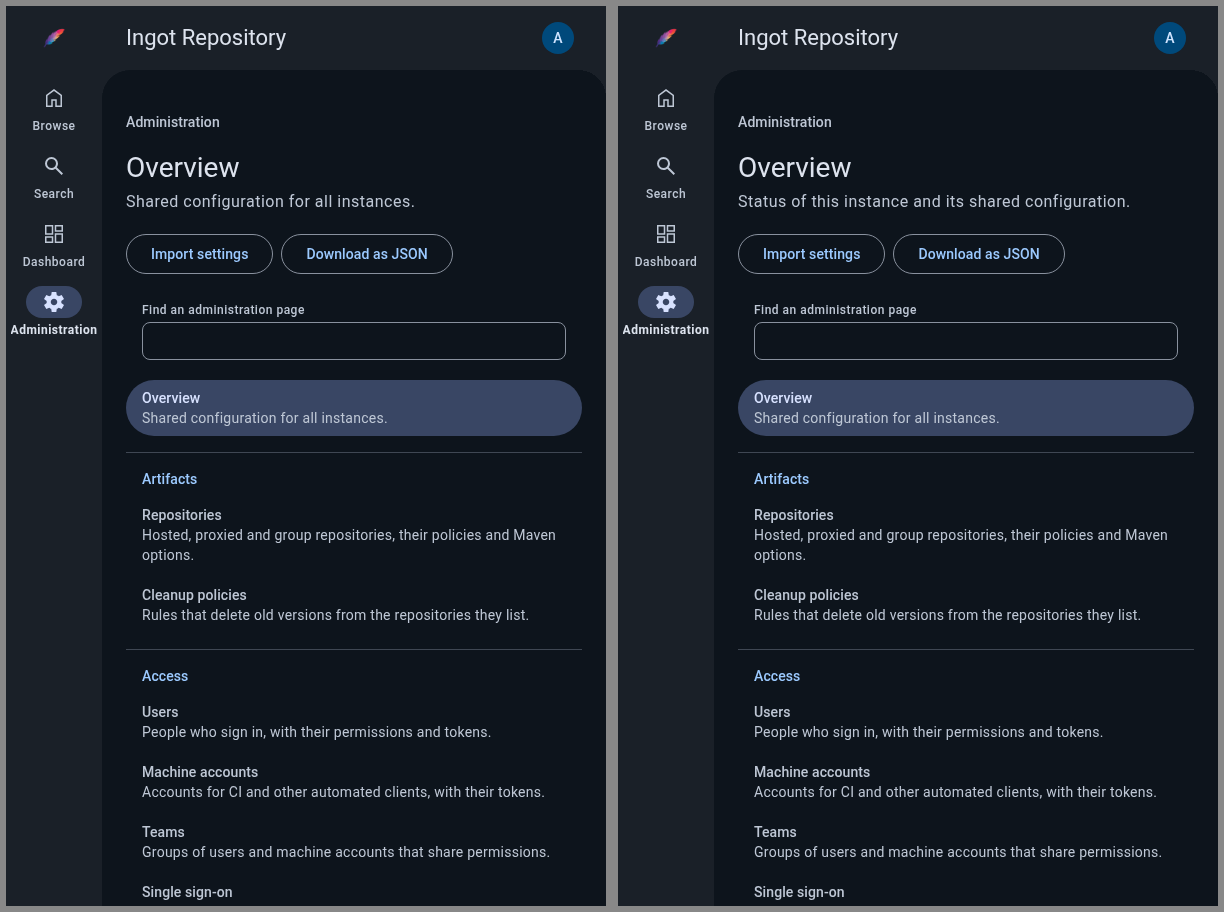 Ingot Repository
A
Browse
Search
Dashboard
Administration
Administration
Overview
Shared configuration for all instances.
Import settings
Download as JSON
Find an administration page
Overview
Shared configuration for all instances.
Artifacts
Repositories
Hosted, proxied and group repositories, their policies and Maven
options.
Cleanup policies
Rules that delete old versions from the repositories they list.
Access
Users
People who sign in, with their permissions and tokens.
Machine accounts
Accounts for CI and other automated clients, with their tokens.
Teams
Groups of users and machine accounts that share permissions.
Single sign-on
Ingot Repository
A
Browse
Search
Dashboard
Administration
Administration
Overview
Status of this instance and its shared configuration.
Import settings
Download as JSON
Find an administration page
Overview
Shared configuration for all instances.
Artifacts
Repositories
Hosted, proxied and group repositories, their policies and Maven
options.
Cleanup policies
Rules that delete old versions from the repositories they list.
Access
Users
People who sign in, with their permissions and tokens.
Machine accounts
Accounts for CI and other automated clients, with their tokens.
Teams
Groups of users and machine accounts that share permissions.
Single sign-on